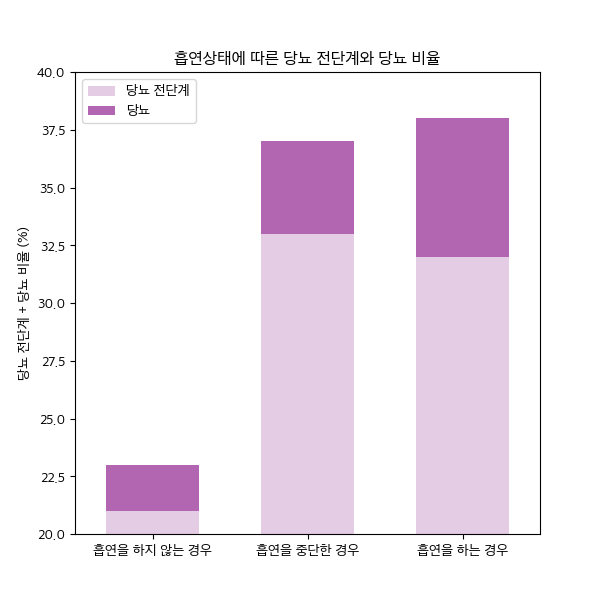 흡연상태에 따른 당뇨 전단계와 당뇨 비율
당뇨 전단계
당뇨
당뇨 전단계 + 당뇨 비율 (%)
40.0
37.5
35.0
32.5
30.0
27.5
25.0
22.5
20.0
흡연을 하지 않는 경우
흡연을 중단한 경우
흡연을 하는 경우